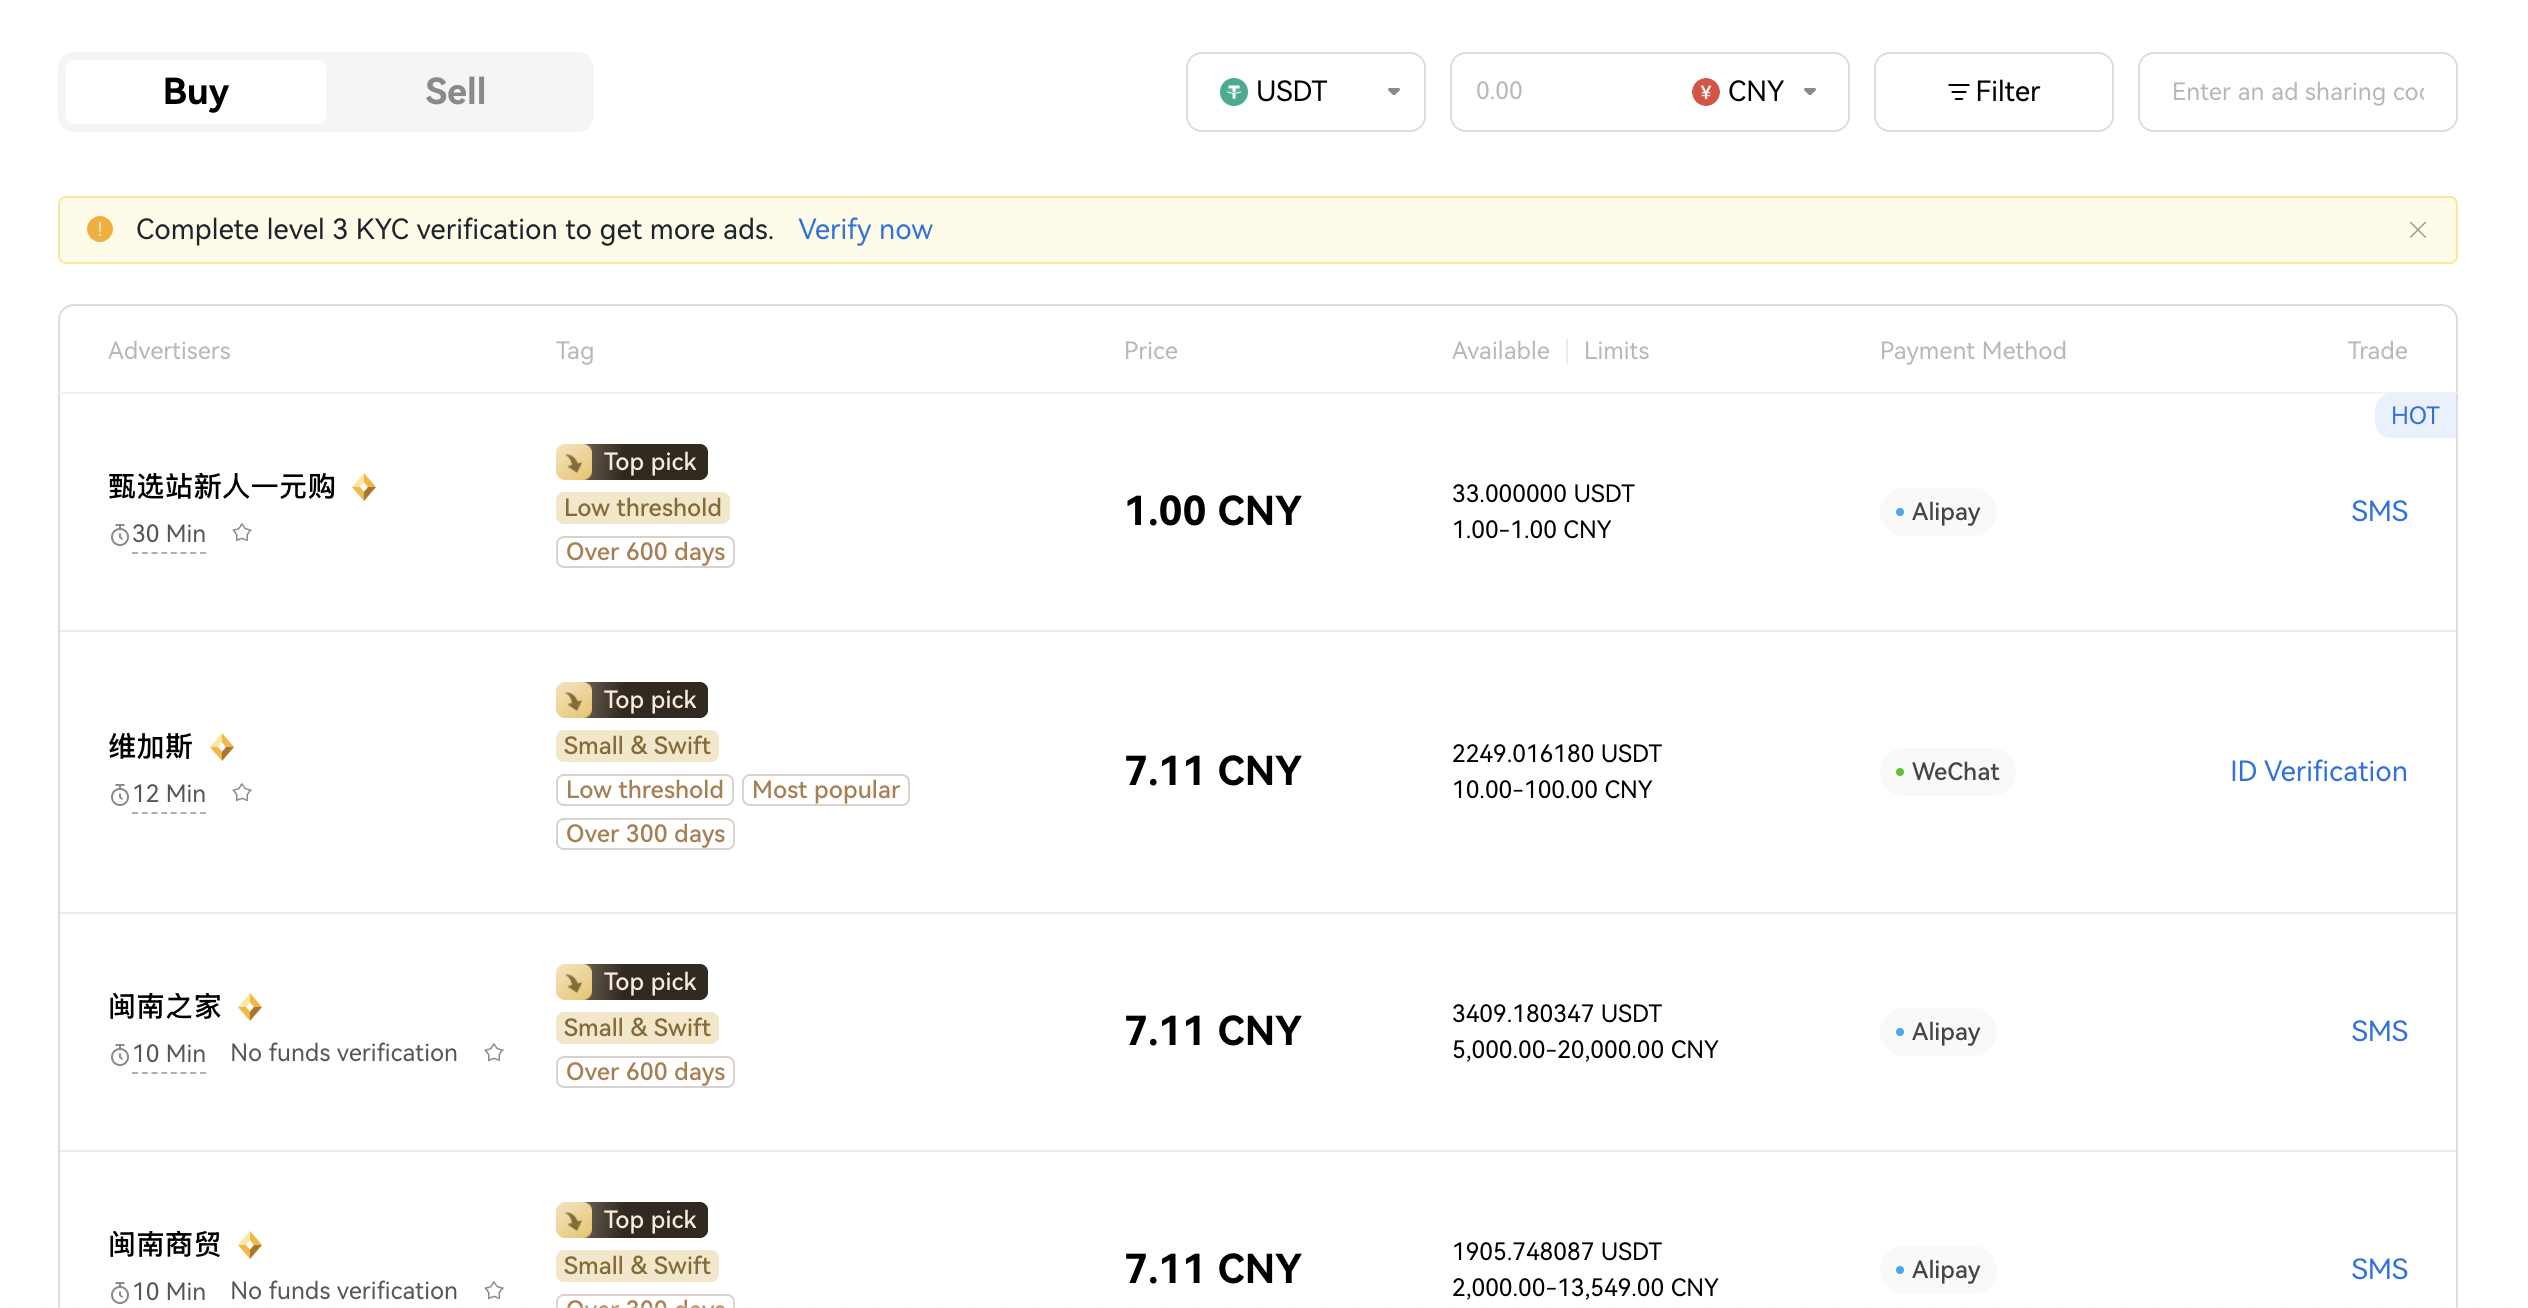 Buy Sell USDT 0.00 ¥ CNY Filter Enter an ad sharing co
! Complete level 3 KYC verification to get more ads. Verify now
Advertisers Tag Price Available Limits Payment Method Trade
HOT
甄选站新人一元购
30 Min
Top pick
Low threshold
Over 600 days
1.00 CNY
33.000000 USDT
1.00-1.00 CNY
Alipay
SMS
维加斯
12 Min
Top pick
Small & Swift
Low threshold Most popular
Over 300 days
7.11 CNY
2249.016180 USDT
10.00-100.00 CNY
WeChat
ID Verification
闽南之家
10 Min No funds verification
Top pick
Small & Swift
Over 600 days
7.11 CNY
3409.180347 USDT
5,000.00-20,000.00 CNY
Alipay
SMS
闽南商贸
10 Min No funds verification
Top pick
Small & Swift
Over 300 days
7.11 CNY
1905.748087 USDT
2,000.00-13,549.00 CNY
Alipay
SMS